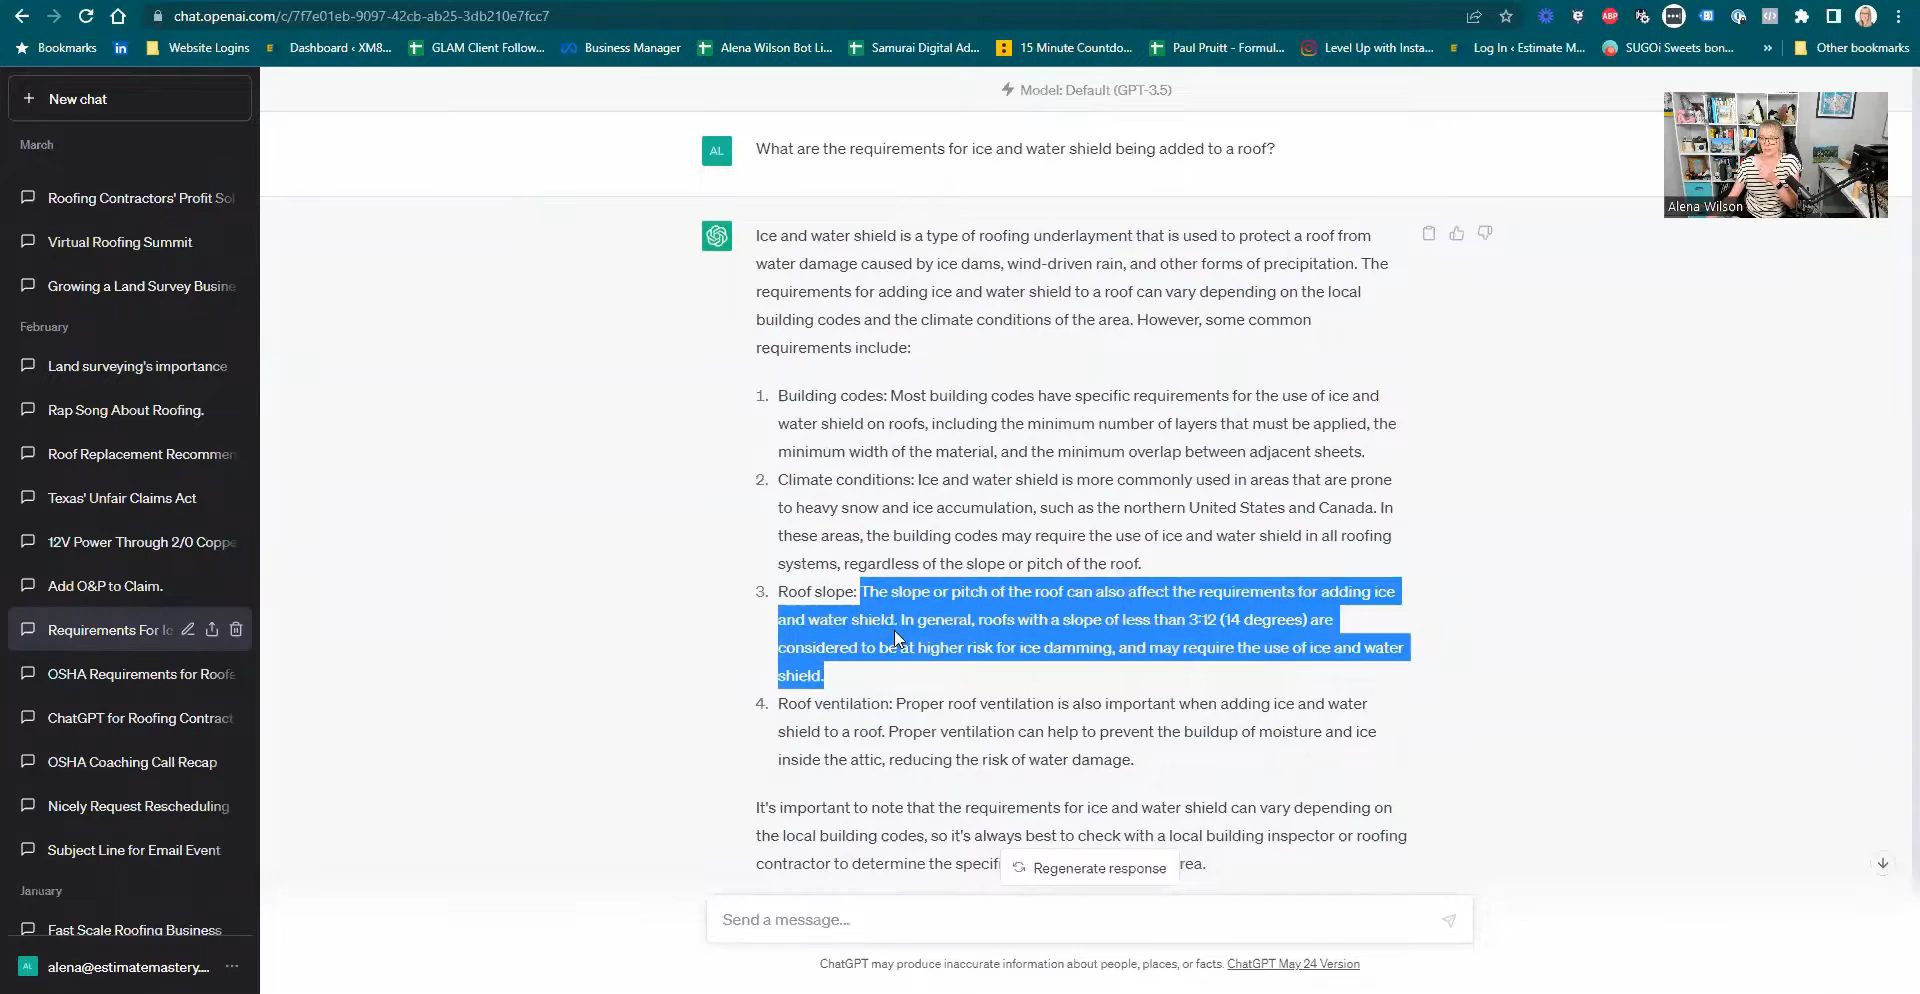 chat.openai.com/c/7f7e01eb-9097-42cb-ab25-3db210e7fcc7
ABP
Bookmarks
Website Logins
Dashboard ‹ XM8...
GLAM Client Follow...
Business Manager
Alena Wilson Bot Li...
Samurai Digital Ad...
15 Minute Countdo...
Paul Pruitt - Formul...
Level Up with Insta...
Log In ‹ Estimate M...
SUGOi Sweets bon...
»
Other bookmarks
+ New chat
March
Roofing Contractors' Profit Sol
Virtual Roofing Summit
Growing a Land Survey Busine
February
Land surveying's importance
Rap Song About Roofing.
Roof Replacement Recommen
Texas' Unfair Claims Act
12V Power Through 2/0 Coppe
Add O&P to Claim.
Requirements For Ic
OSHA Requirements for Roofe
ChatGPT for Roofing Contract
OSHA Coaching Call Recap
Nicely Request Rescheduling
Subject Line for Email Event
January
Fast Scale Roofing Business
AL
alena@estimatemastery....
Model: Default (GPT-3.5)
AL
What are the requirements for ice and water shield being added to a roof?
Alena Wilson
Ice and water shield is a type of roofing underlayment that is used to protect a roof from
water damage caused by ice dams, wind-driven rain, and other forms of precipitation. The
requirements for adding ice and water shield to a roof can vary depending on the local
building codes and the climate conditions of the area. However, some common
requirements include:
1. Building codes: Most building codes have specific requirements for the use of ice and
water shield on roofs, including the minimum number of layers that must be applied, the
minimum width of the material, and the minimum overlap between adjacent sheets.
2. Climate conditions: Ice and water shield is more commonly used in areas that are prone
to heavy snow and ice accumulation, such as the northern United States and Canada. In
these areas, the building codes may require the use of ice and water shield in all roofing
systems, regardless of the slope or pitch of the roof.
3. Roof slope: The slope or pitch of the roof can also affect the requirements for adding ice
and water shield. In general, roofs with a slope of less than 3:12 (14 degrees) are
considered to be at higher risk for ice damming, and may require the use of ice and water
shield.
4. Roof ventilation: Proper roof ventilation is also important when adding ice and water
shield to a roof. Proper ventilation can help to prevent the buildup of moisture and ice
inside the attic, reducing the risk of water damage.
It's important to note that the requirements for ice and water shield can vary depending on
the local building codes, so it's always best to check with a local building inspector or roofing
contractor to determine the specifi rea.
Regenerate response
Send a message...
ChatGPT may produce inaccurate information about people, places, or facts. ChatGPT May 24 Version